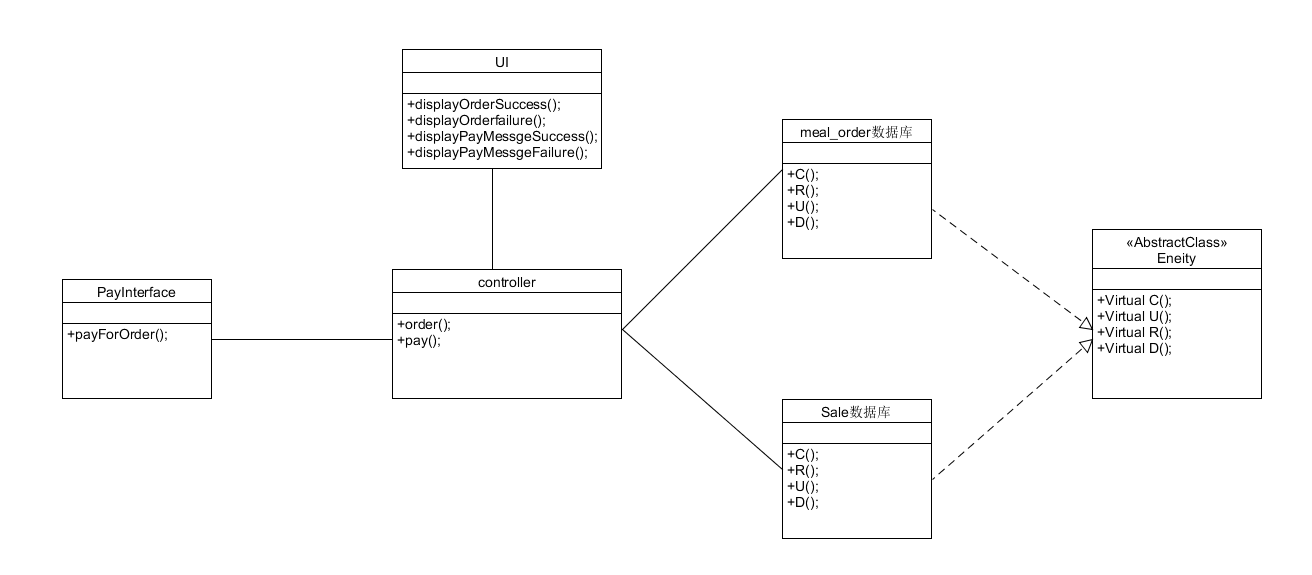 UI
+displayOrderSuccess();
+displayOrderfailure();
+displayPayMessgeSuccess();
+displayPayMessgeFailure();
PayInterface
+payForOrder();
controller
+order();
+pay();
meal_order数据库
+C();
+R();
+U();
+D();
Sale数据库
+C();
+R();
+U();
+D();
«AbstractClass»
Eneity
+Virtual C();
+Virtual U();
+Virtual R();
+Virtual D();